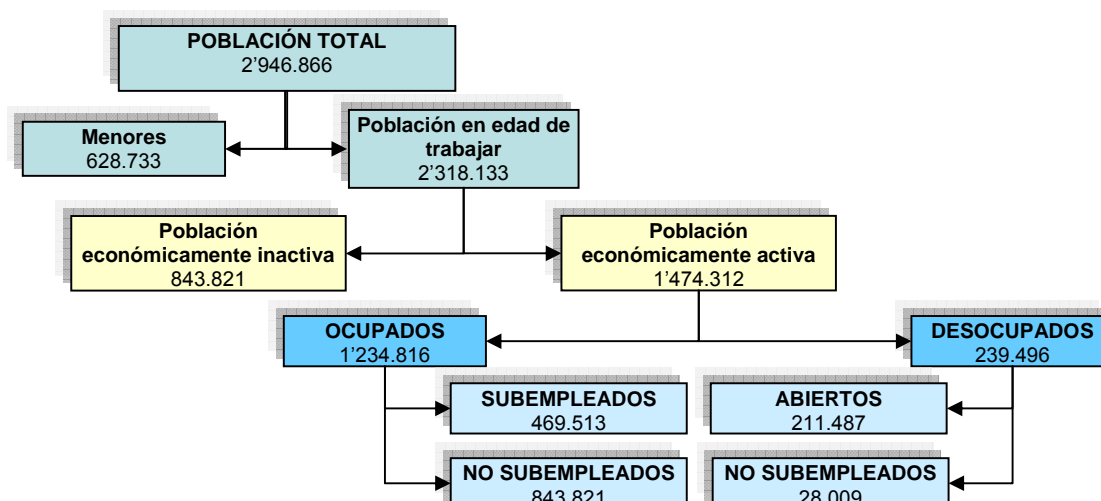 POBLACIÓN TOTAL
2’946.866
Menores
628.733
Población en edad de
trabajar
2’318.133
Población
económicamente inactiva
843.821
Población
económicamente activa
1’474.312
OCUPADOS
1’234.816
DESOCUPADOS
239.496
SUBEMPLEADOS
469.513
ABIERTOS
211.487
NO SUBEMPLEADOS
843.821
NO SUBEMPLEADOS
28.009